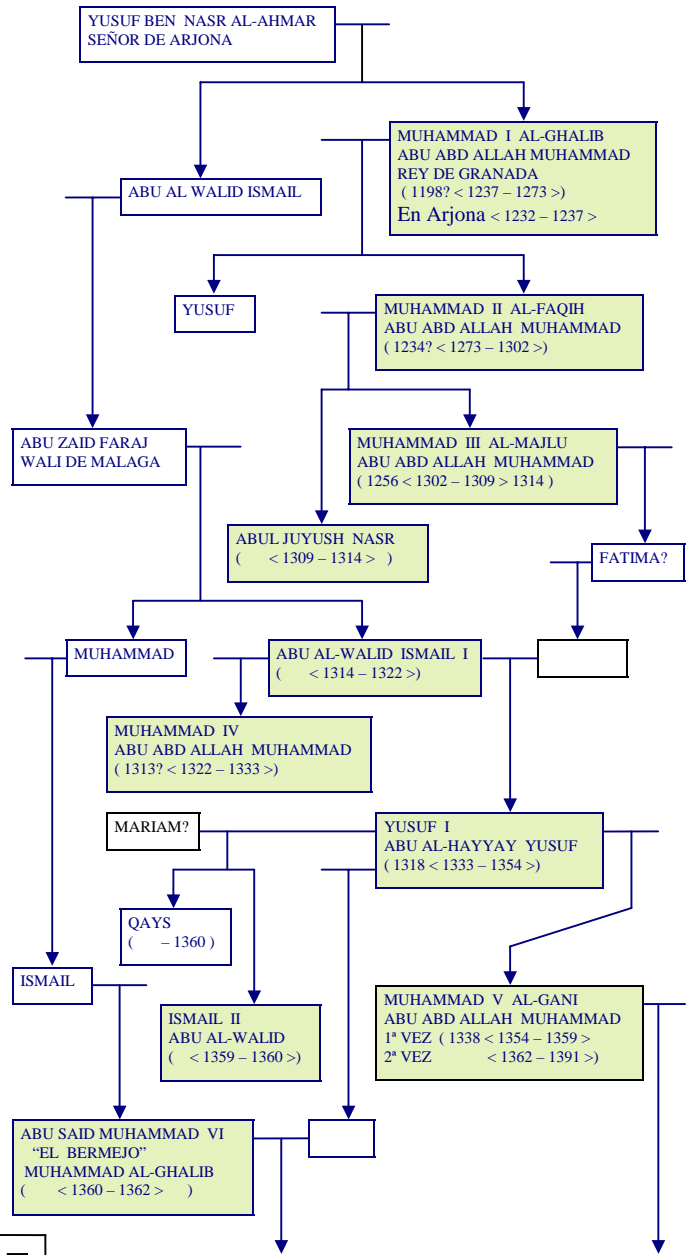 YUSUF BEN NASR AL-AHMAR
SEÑOR DE ARJONA
MUHAMMAD I AL-GHALIB
ABU ABD ALLAH MUHAMMAD
REY DE GRANADA
( 1198? < 1237 – 1273 >)
En Arjona < 1232 – 1237 >
ABU AL WALID ISMAIL
YUSUF
MUHAMMAD II AL-FAQIH
ABU ABD ALLAH MUHAMMAD
( 1234? < 1273 – 1302 >)
ABU ZAID FARAJ
WALI DE MALAGA
MUHAMMAD III AL-MAJLU
ABU ABD ALLAH MUHAMMAD
( 1256 < 1302 – 1309 > 1314 )
ABUL JUYUSH NASR
( < 1309 – 1314 > )
FATIMA?
MUHAMMAD
ABU AL-WALID ISMAIL I
( < 1314 – 1322 >)
MUHAMMAD IV
ABU ABD ALLAH MUHAMMAD
( 1313? < 1322 – 1333 >)
MARIAM?
YUSUF I
ABU AL-HAYYAY YUSUF
( 1318 < 1333 – 1354 >)
QAYS
( – 1360 )
ISMAIL
ISMAIL II
ABU AL-WALID
( < 1359 – 1360 >)
MUHAMMAD V AL-GANI
ABU ABD ALLAH MUHAMMAD
1ª VEZ ( 1338 < 1354 – 1359 >
2ª VEZ < 1362 – 1391 >)
ABU SAID MUHAMMAD VI
“EL BERMEJO”
MUHAMMAD AL-GHALIB
( < 1360 – 1362 > )